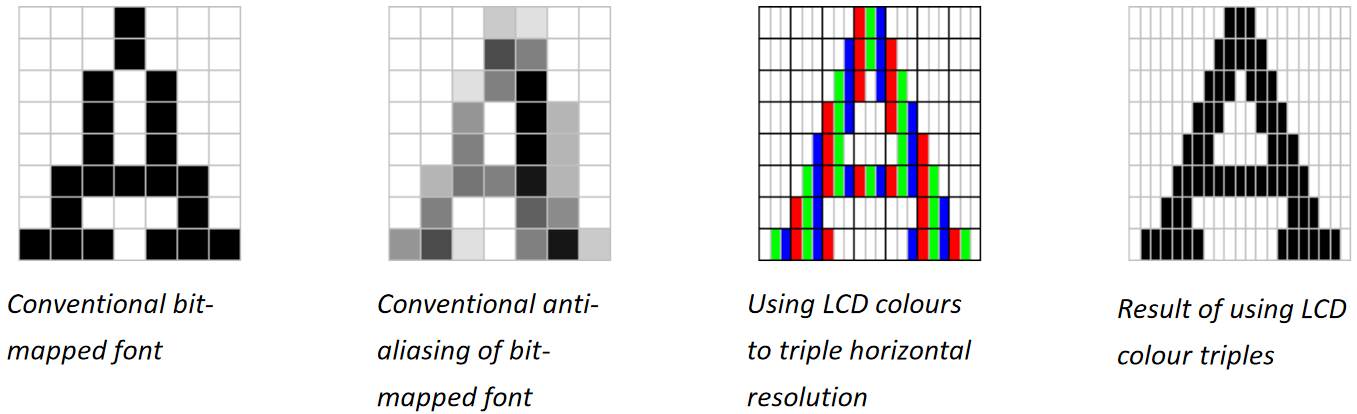 Conventional bit-
mapped font
Conventional anti-
aliasing of bit-
mapped font
Using LCD colours
to triple horizontal
resolution
Result of using LCD
colour triples